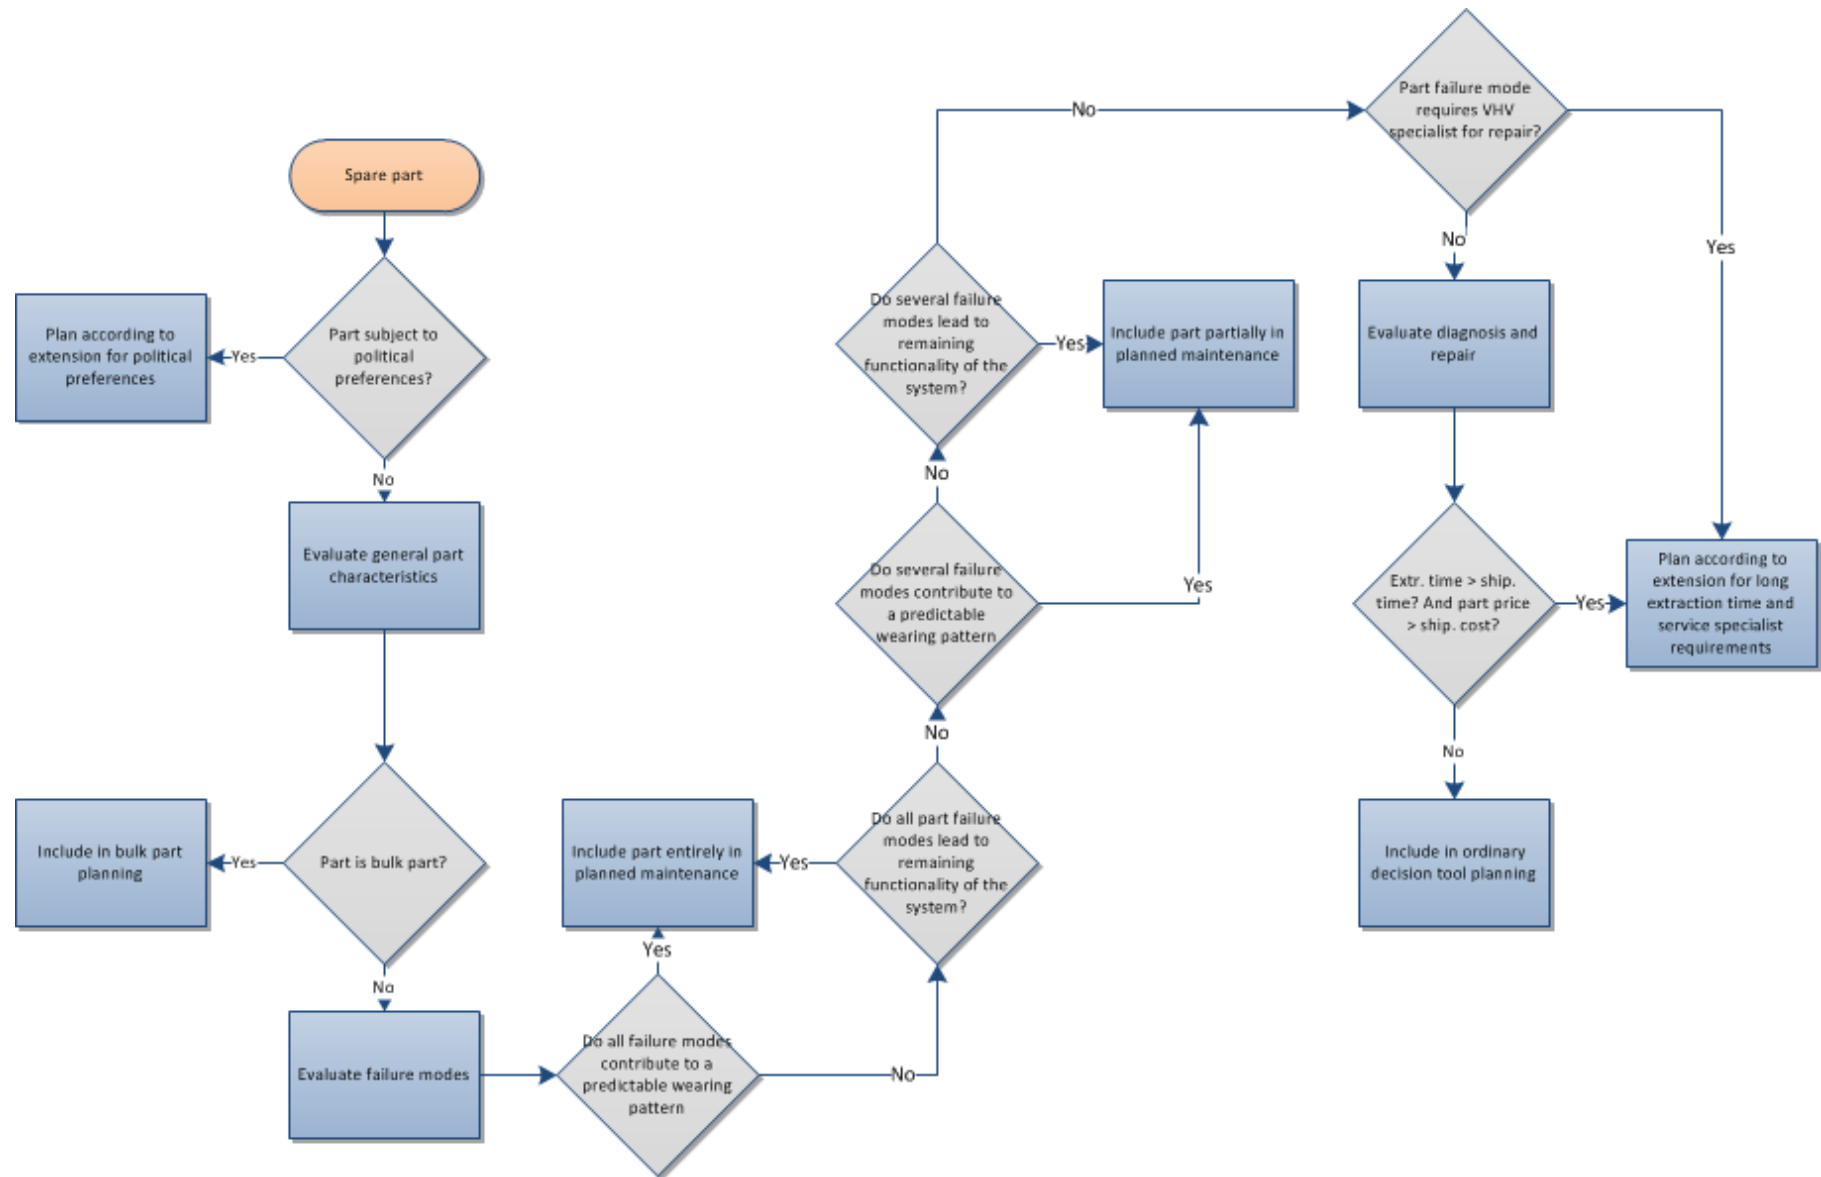 Spare part
Part subject to
political
preferences?
Yes
Plan according to
extension for political
preferences
No
Evaluate general part
characteristics
Part is bulk part?
Yes
Include in bulk part
planning
No
Evaluate failure modes
Do all failure modes
contribute to a
predictable wearing
pattern
Yes
Include part entirely in
planned maintenance
No
Do all part failure
modes lead to
remaining
functionality of the
system?
Yes
No
Do several failure
modes contribute to
a predictable
wearing pattern
Yes
No
Do several failure
modes lead to
remaining
functionality of the
system?
Yes
Include part partially in
planned maintenance
No
Part failure mode
requires VHV
specialist for repair?
Yes
No
Evaluate diagnosis and
repair
Extr. time > ship.
time? And part price
> ship. cost?
Yes
Plan according to
extension for long
extraction time and
service specialist
requirements
No
Include in ordinary
decision tool planning